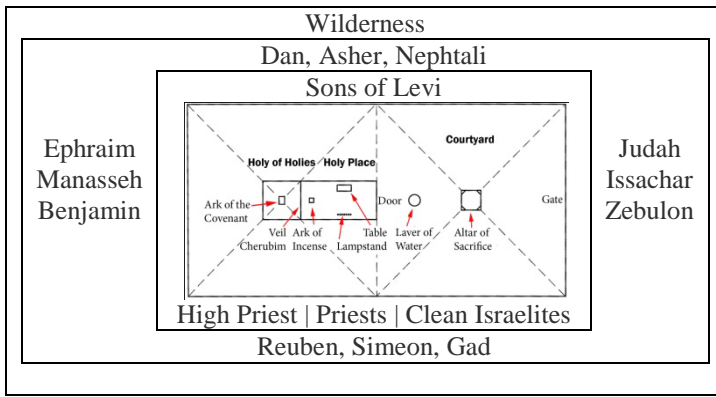 Wilderness
Dan, Asher, Nephtali
Sons of Levi
Ephraim
Manasseh
Benjamin
Courtyard
Holy of Holies
Holy Place
Ark of the
Covenant
Veil
Cherubim
Ark of
Incense
Table
Lampstand
Door
Laver of
Water
Altar of
Sacrifice
Gate
Judah
Issachar
Zebulon
High Priest | Priests | Clean Israelites
Reuben, Simeon, Gad